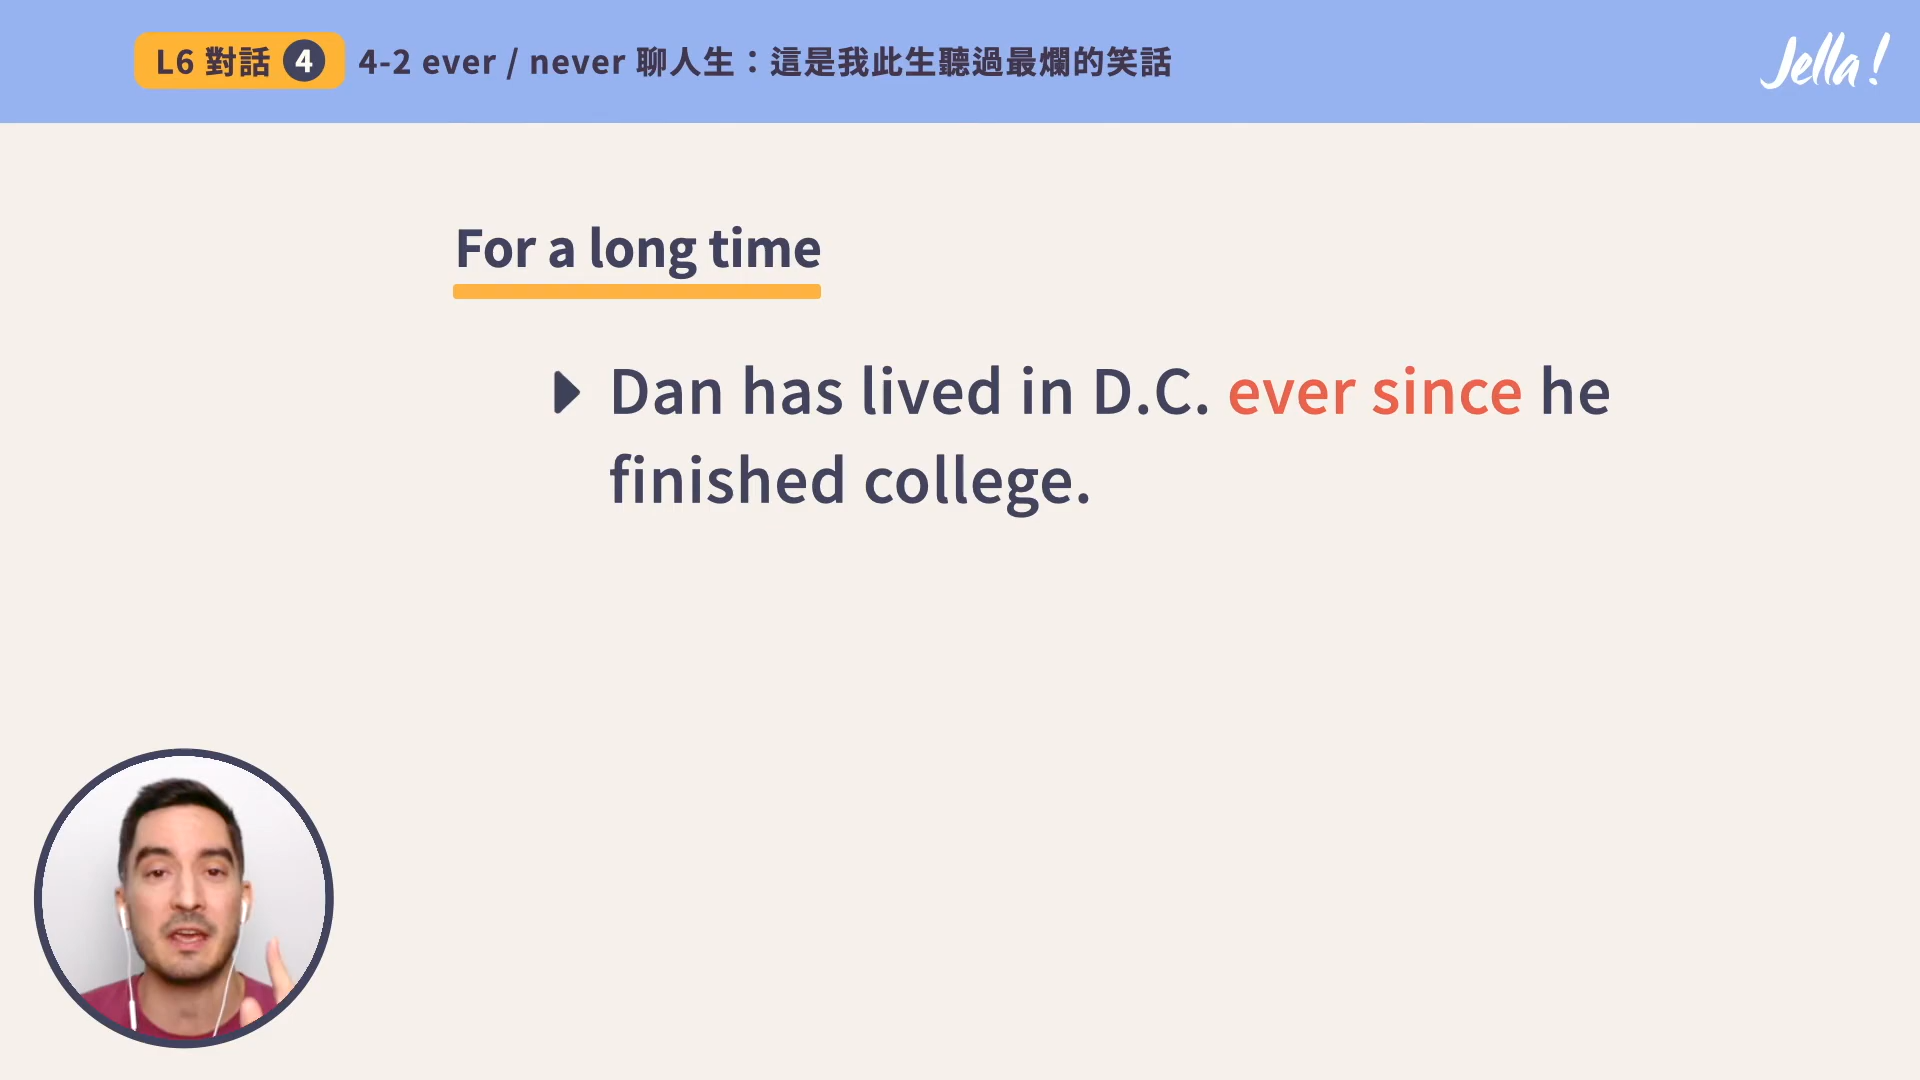 L6 對話 4 4-2 ever / never 聊人生：這是我此生聽過最爛的笑話
Jella!
For a long time
Dan has lived in D.C. ever since he
finished college.